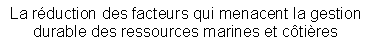 La réduction des facteurs qui menacent la gestion
durable des ressources marines et côtières